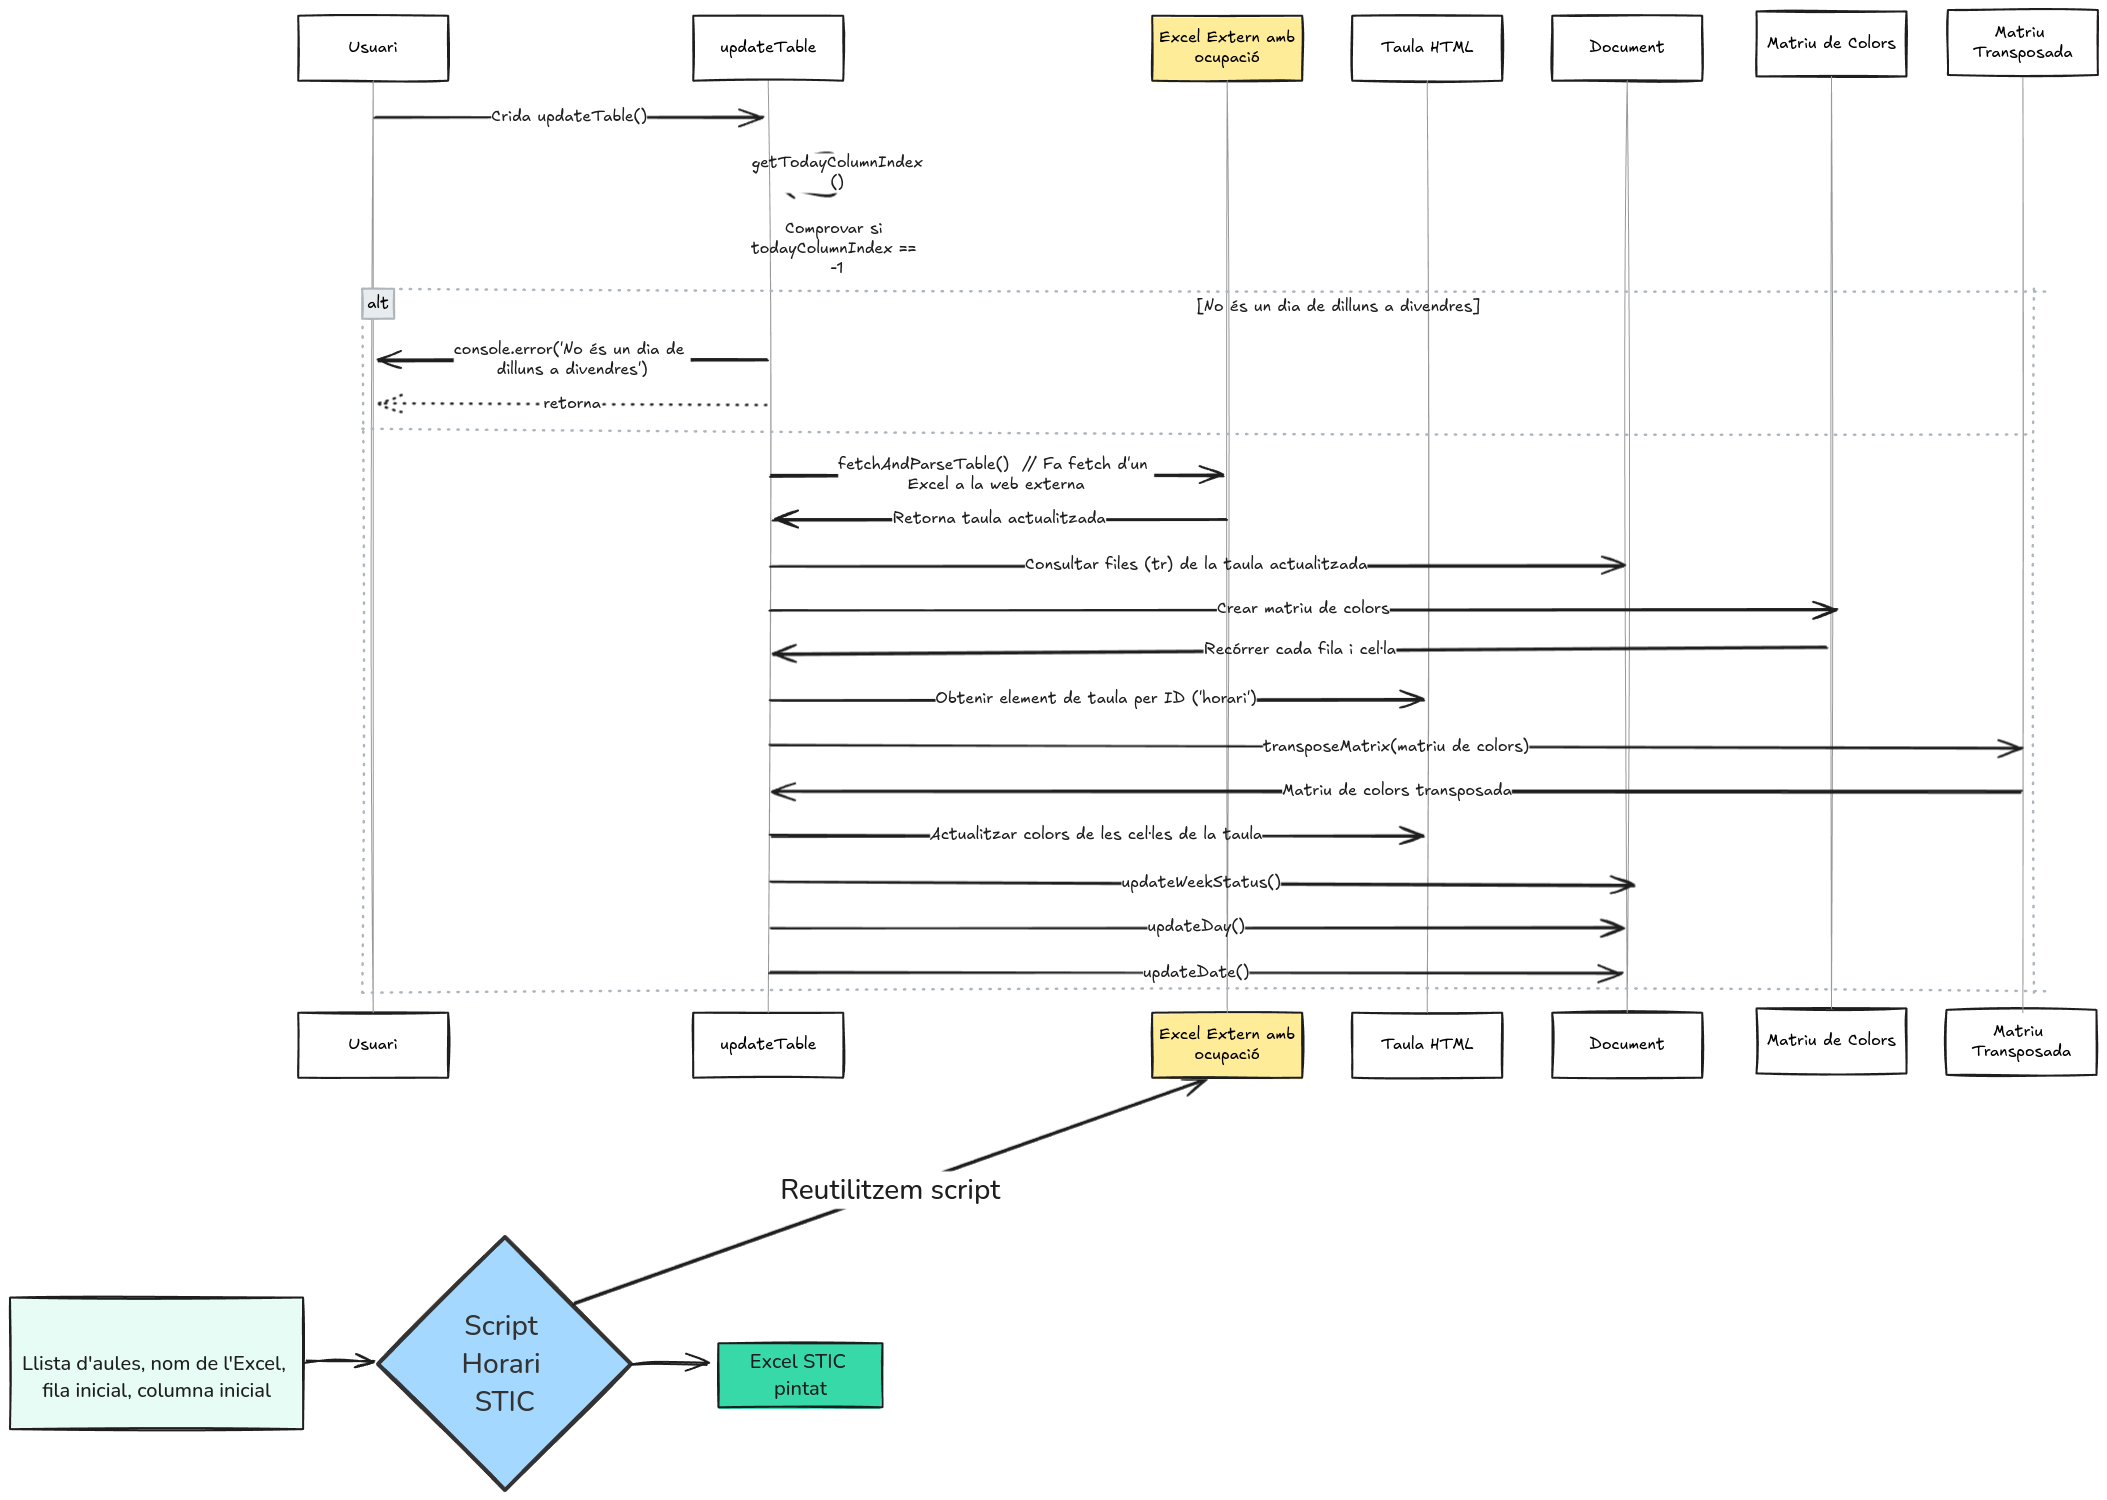 Usuari
updateTable
Excel Extern amb
ocupació
Taula HTML
Document
Matriu de Colors
Matriu
Transposada
Crida updateTable()
getTodayColumnIndex
()
Comprovar si
todayColumnIndex ==
-1
alt
[No és un dia de dilluns a divendres]
console.error('No és un dia de
dilluns a divendres')
retorna
fetchAndParseTable() // Fa fetch d'un
Excel a la web externa
Retorna taula actualitzada
Consultar files (tr) de la taula actualitzada
Crear matriu de colors
Recórrer cada fila i cel·la
Obtenir element de taula per ID ('horari')
transposeMatrix(matriu de colors)
Matriu de colors transposada
Actualitzar colors de les cel·les de la taula
updateWeekStatus()
updateDay()
updateDate()
Usuari
updateTable
Excel Extern amb
ocupació
Taula HTML
Document
Matriu de Colors
Matriu
Transposada
Reutilitzem script
Llista d'aules, nom de l'Excel,
fila inicial, columna inicial
Script
Horari
STIC
Excel STIC
pintat